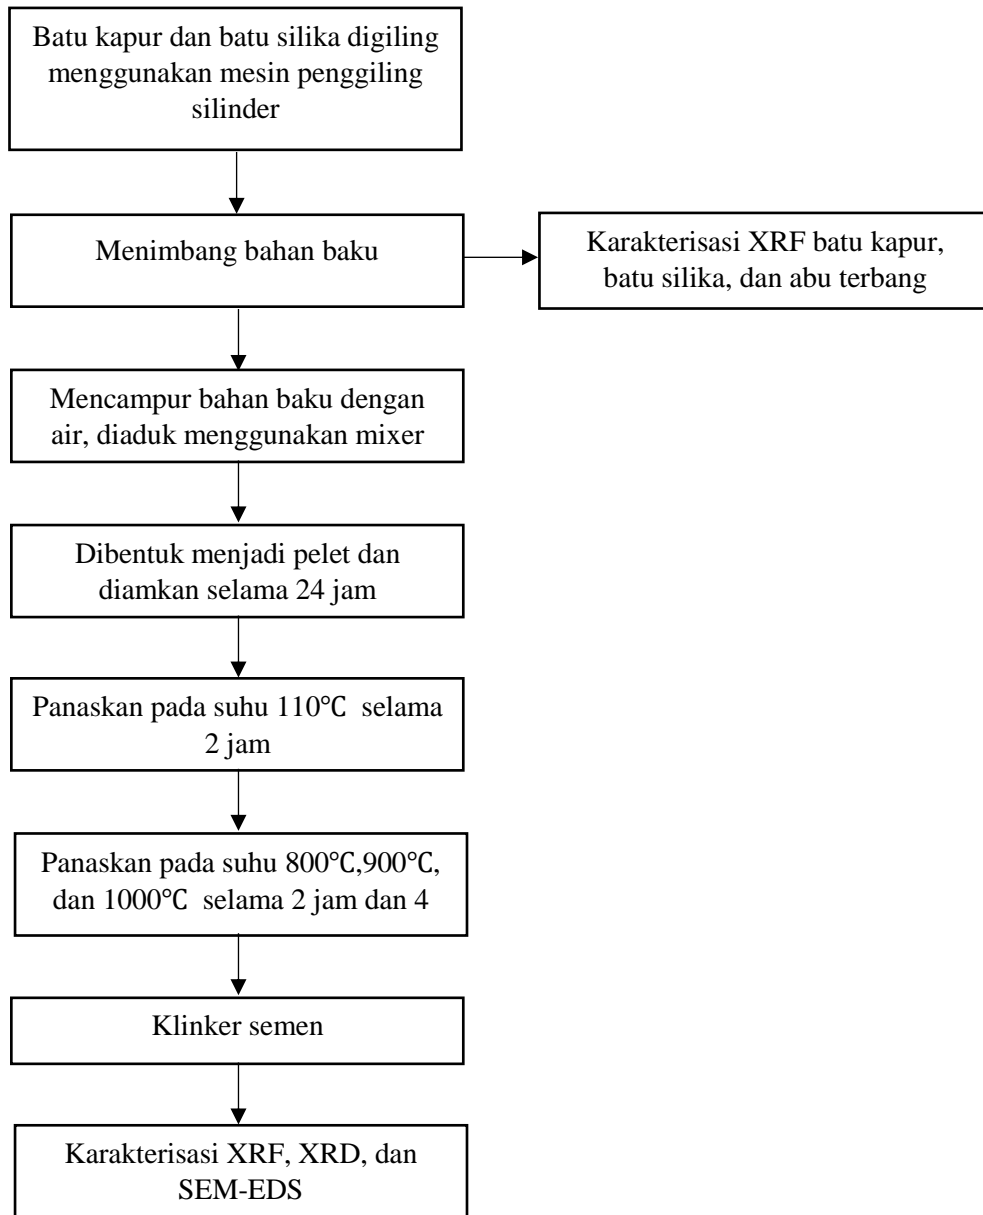 Batu kapur dan batu silika digiling
menggunakan mesin penggiling
silinder
Menimbang bahan baku
Karakterisasi XRF batu kapur,
batu silika, dan abu terbang
Mencampur bahan baku dengan
air, diaduk menggunakan mixer
Dibentuk menjadi pelet dan
diamkan selama 24 jam
Panaskan pada suhu 110℃ selama
2 jam
Panaskan pada suhu 800℃,900℃,
dan 1000℃ selama 2 jam dan 4
Klinker semen
Karakterisasi XRF, XRD, dan
SEM-EDS